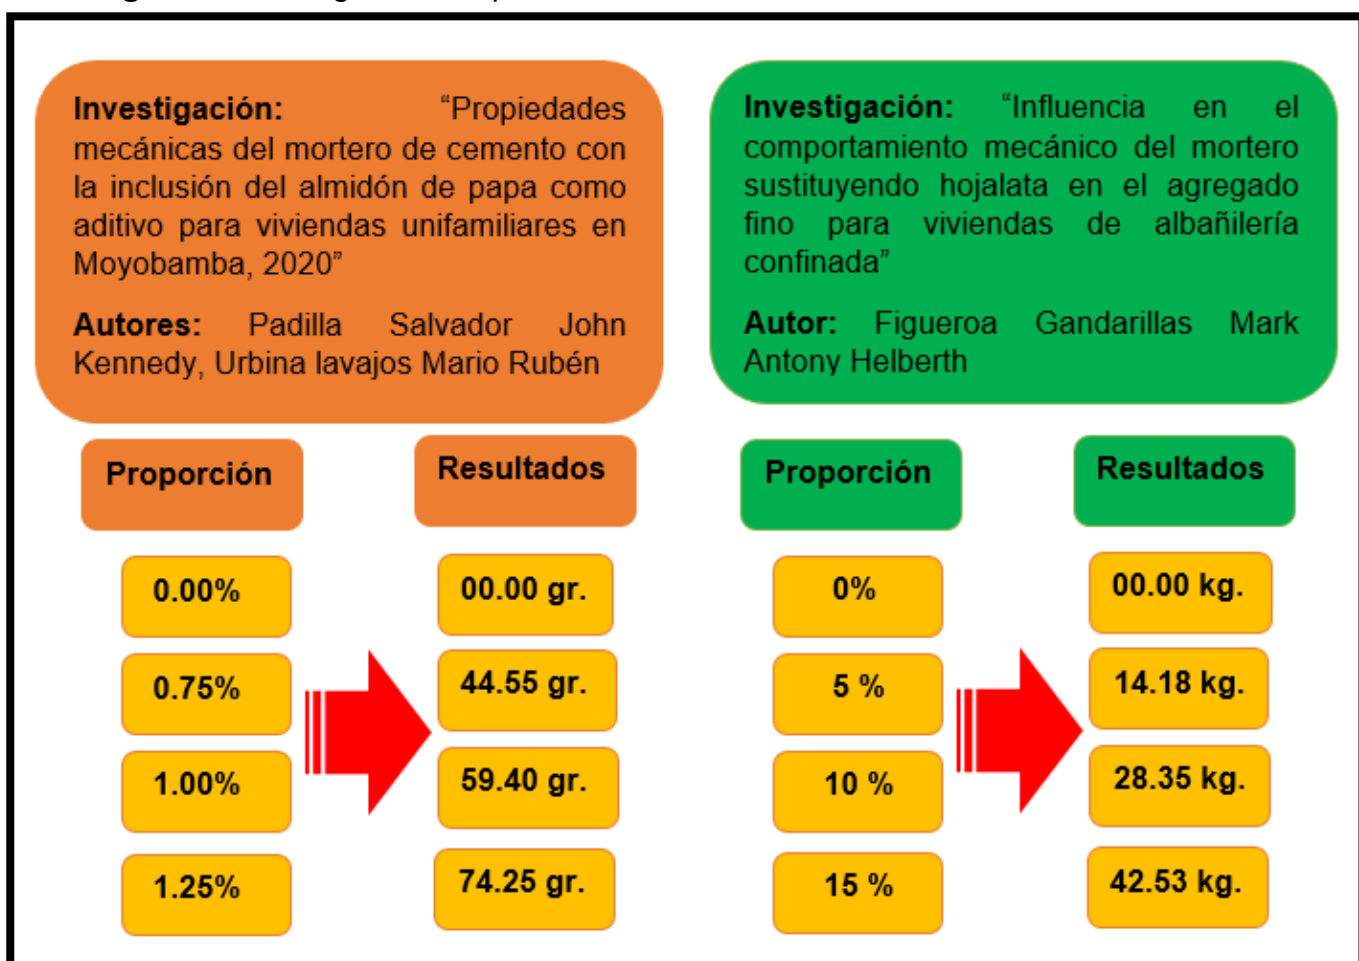 Investigación: “Propiedades
mecánicas del mortero de cemento con
la inclusión del almidón de papa como
aditivo para viviendas unifamiliares en
Moyobamba, 2020”
Autores: Padilla Salvador John
Kennedy, Urbina lavajos Mario Rubén
Proporción
Resultados
0.00%
00.00 gr.
0.75%
44.55 gr.
1.00%
59.40 gr.
1.25%
74.25 gr.
Investigación: “Influencia en el
comportamiento mecánico del mortero
sustituyendo hojalata en el agregado
fino para viviendas de albañilería
confinada”
Autor: Figueroa Gandarillas Mark
Antony Helberth
Proporción
Resultados
0%
00.00 kg.
5 %
14.18 kg.
10 %
28.35 kg.
15 %
42.53 kg.